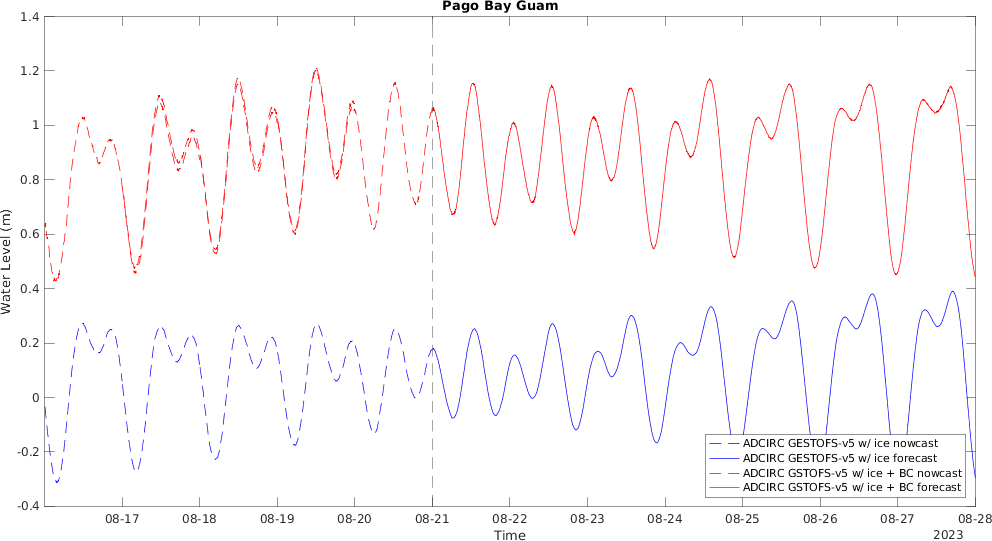 Pago Bay Guam
1.4
1.2
1
0.8
0.6
0.4
0.2
0
-0.2
-0.4
Water Level (m)
ADCIRC GESTOFS-v5 w/ ice nowcast
ADCIRC GESTOFS-v5 w/ ice forecast
ADCIRC GSTOFS-v5 w/ ice + BC nowcast
ADCIRC GSTOFS-v5 w/ ice + BC forecast
08-17 08-18 08-19 08-20 08-21 08-22 08-23 08-24 08-25 08-26 08-27 08-28
Time
2023